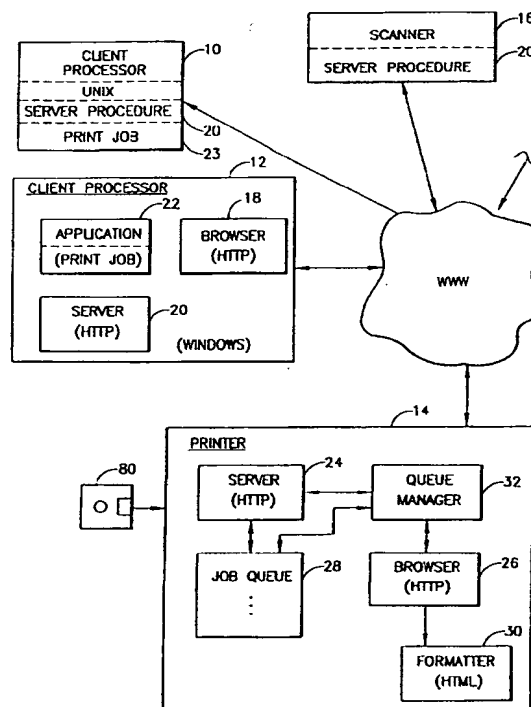 CLIENT
PROCESSOR
UNIX
SERVER PROCEDURE
PRINT JOB
10
20
23
SCANNER
SERVER PROCEDURE
16
20
CLIENT PROCESSOR
12
22
APPLICATION
(PRINT JOB)
18
BROWSER
(HTTP)
20
SERVER
(HTTP)
(WINDOWS)
WWW
14
PRINTER
80
24
SERVER
(HTTP)
QUEUE
MANAGER
32
JOB QUEUE
28
BROWSER
(HTTP)
26
30
FORMATTER
(HTML)